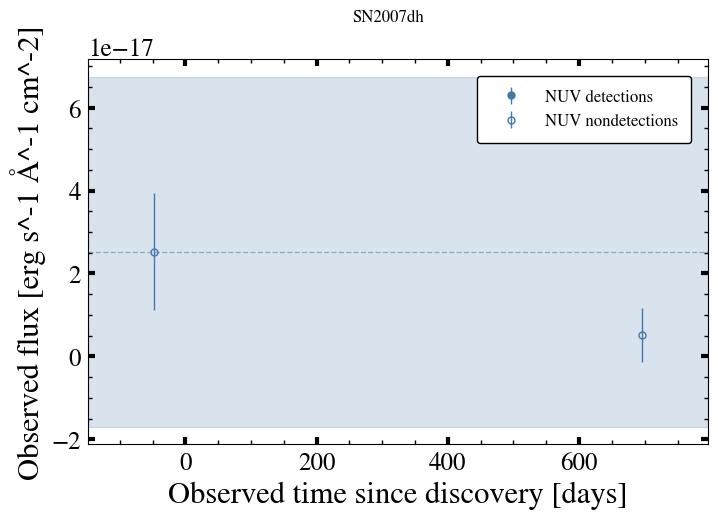 SN2007dh
1e−17
NUV detections
NUV nondetections
6
4
2
0
−2
Observed flux [erg s^-1 Å^-1 cm^-2]
0 200 400 600
Observed time since discovery [days]